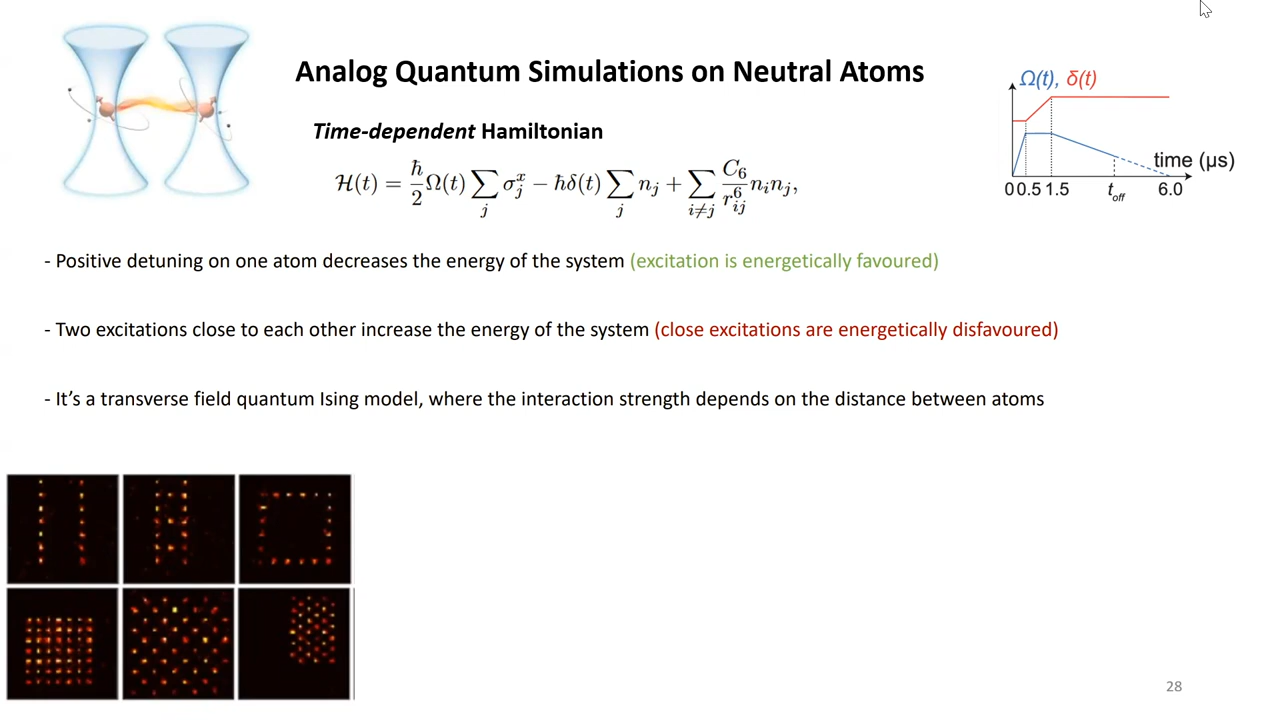 Analog Quantum Simulations on Neutral Atoms
Time-dependent Hamiltonian
ℋ(t) = ℏ/2 Ω(t) ∑_j σ_j^x − ℏδ(t) ∑_j n_j + ∑_{i≠j} C_6/r_{ij}^6 n_i n_j,
Ω(t), δ(t)
time (μs)
0 0.5 1.5 t_off 6.0
- Positive detuning on one atom decreases the energy of the system (excitation is energetically favoured)
- Two excitations close to each other increase the energy of the system (close excitations are energetically disfavoured)
- It’s a transverse field quantum Ising model, where the interaction strength depends on the distance between atoms
28